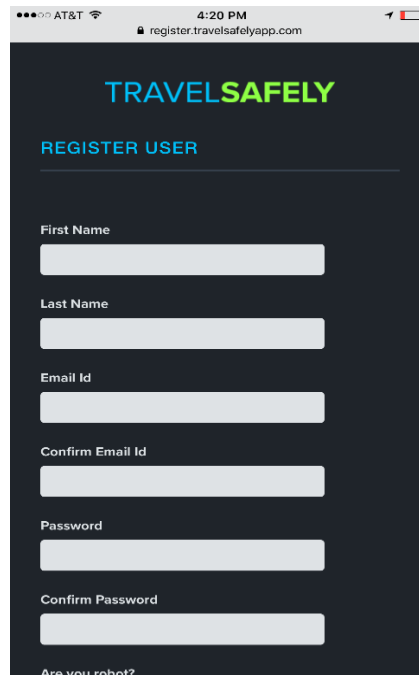 AT&T 4:20 PM
register.travelsafelyapp.com
TRAVELSAFELY
REGISTER USER
First Name
Last Name
Email Id
Confirm Email Id
Password
Confirm Password
Are you robot?